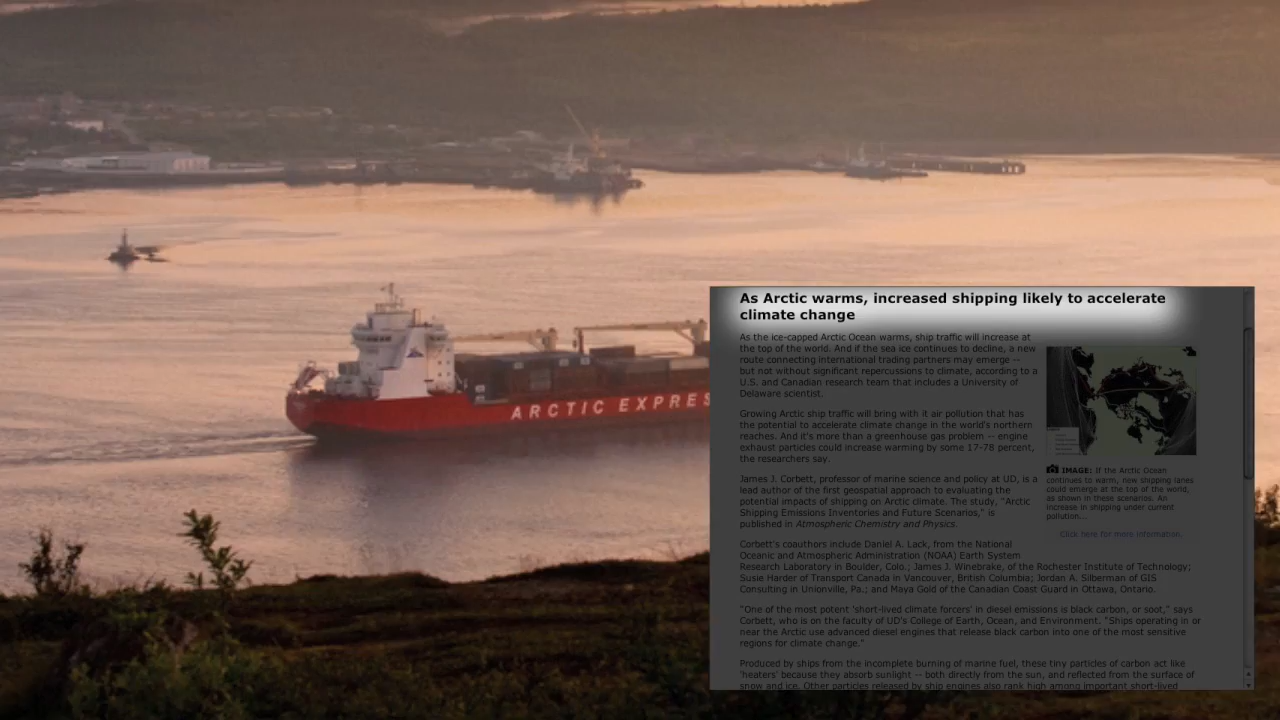 ARCTIC EXPRES
As Arctic warms, increased shipping likely to accelerate
climate change
As the ice-capped Arctic Ocean warms, ship traffic will increase at
the top of the world. And if the sea ice continues to decline, a new
route connecting international trading partners may emerge --
but not without significant repercussions to climate, according to a
U.S. and Canadian research team that includes a University of
Delaware scientist.
Growing Arctic ship traffic will bring with it air pollution that has
the potential to accelerate climate change in the world's northern
reaches. And it's more than a greenhouse gas problem -- engine
exhaust particles could increase warming by some 17-78 percent,
the researchers say.
James J. Corbett, professor of marine science and policy at UD, is a
lead author of the first geospatial approach to evaluating the
potential impacts of shipping on Arctic climate. The study, "Arctic
Shipping Emissions Inventories and Future Scenarios," is
published in Atmospheric Chemistry and Physics.
IMAGE: If the Arctic Ocean
continues to warm, new shipping lanes
could emerge at the top of the world,
as shown in these scenarios. An
increase in shipping under current
pollution...
Click here for more information.
Corbett's coauthors include Daniel A. Lack, from the National
Oceanic and Atmospheric Administration (NOAA) Earth System
Research Laboratory in Boulder, Colo.; James J. Winebrake, of the Rochester Institute of Technology;
Susie Harder of Transport Canada in Vancouver, British Columbia; Jordan A. Silberman of GIS
Consulting in Unionville, Pa.; and Maya Gold of the Canadian Coast Guard in Ottawa, Ontario.
"One of the most potent 'short-lived climate forcers' in diesel emissions is black carbon, or soot," says
Corbett, who is on the faculty of UD's College of Earth, Ocean, and Environment. "Ships operating in or
near the Arctic use advanced diesel engines that release black carbon into one of the most sensitive
regions for climate change."
Produced by ships from the incomplete burning of marine fuel, these tiny particles of carbon act like
'heaters' because they absorb sunlight -- both directly from the sun, and reflected from the surface of
snow and ice. Other particles released by ship engines also rank high among important short-lived